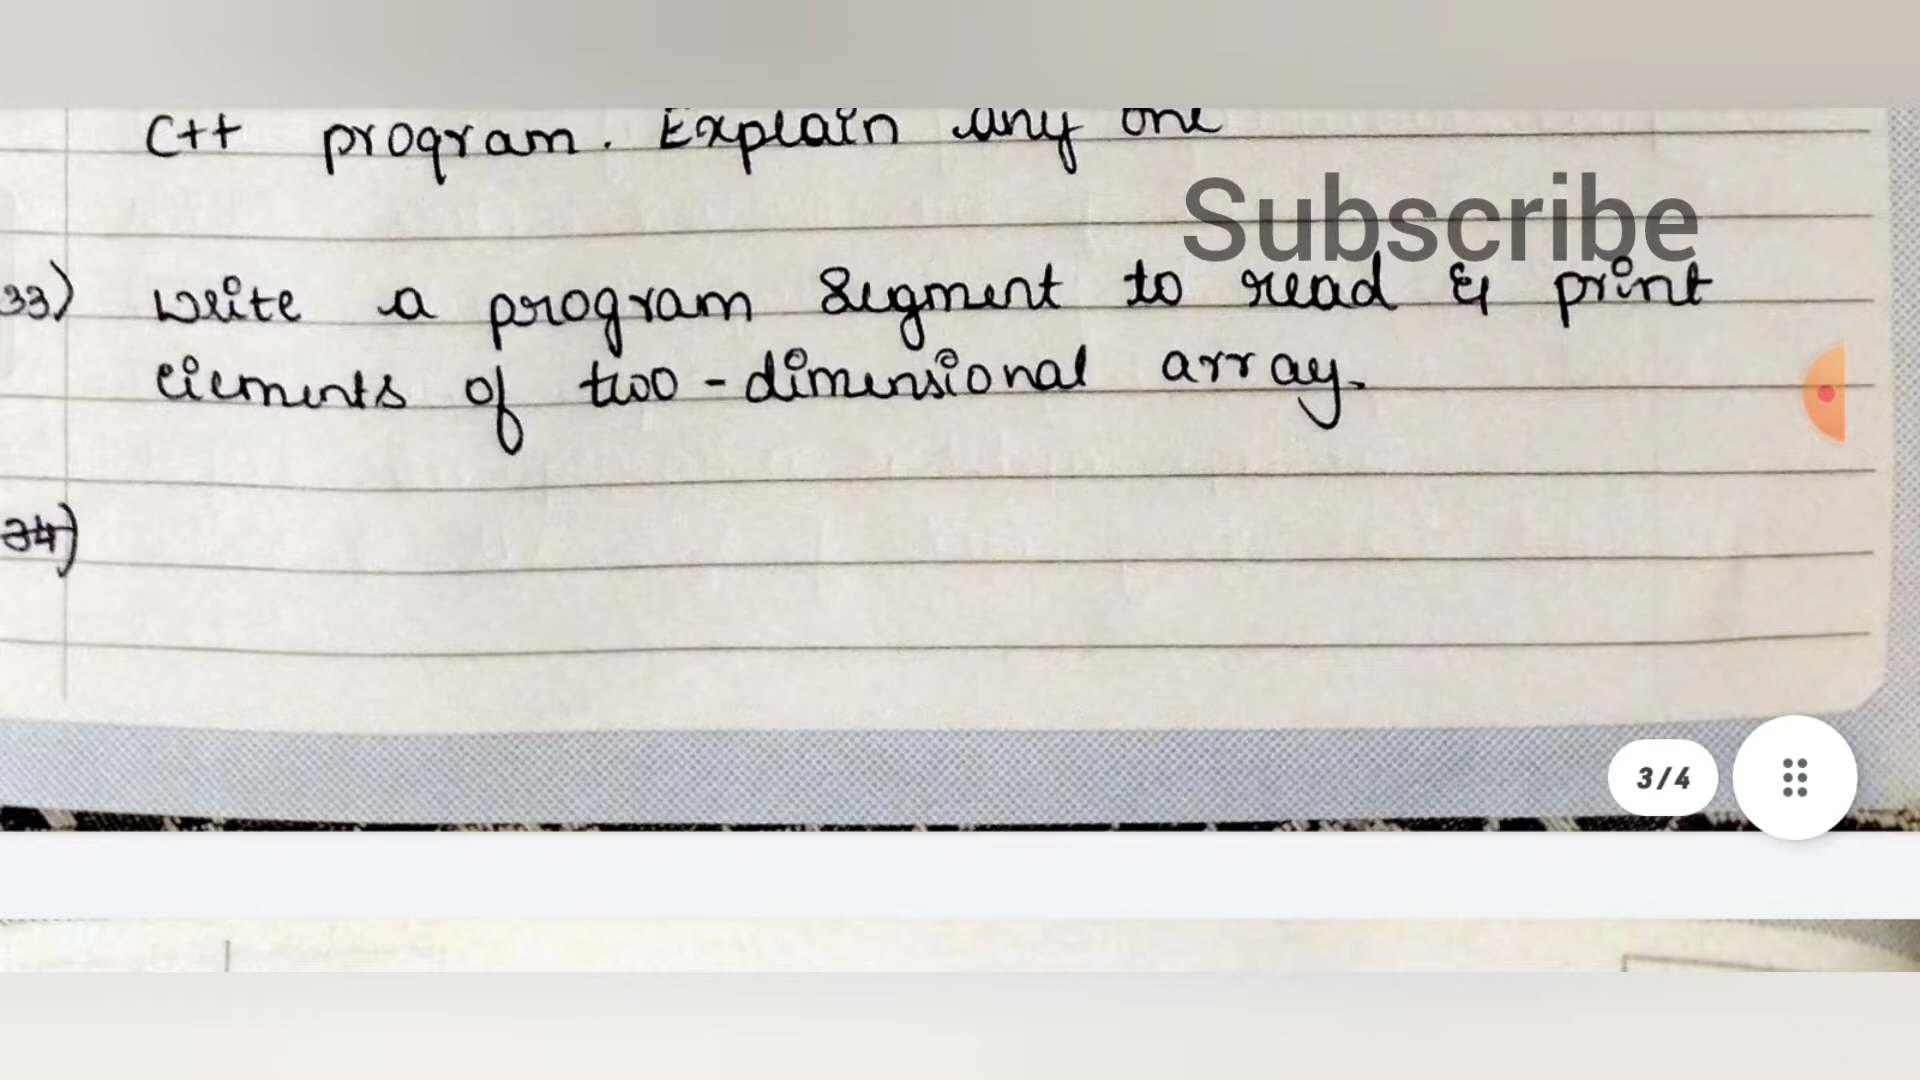 C++ program. Explain any one
Subscribe
33) Write a program segment to read & print
elements of two-dimensional array.
34)
3/4